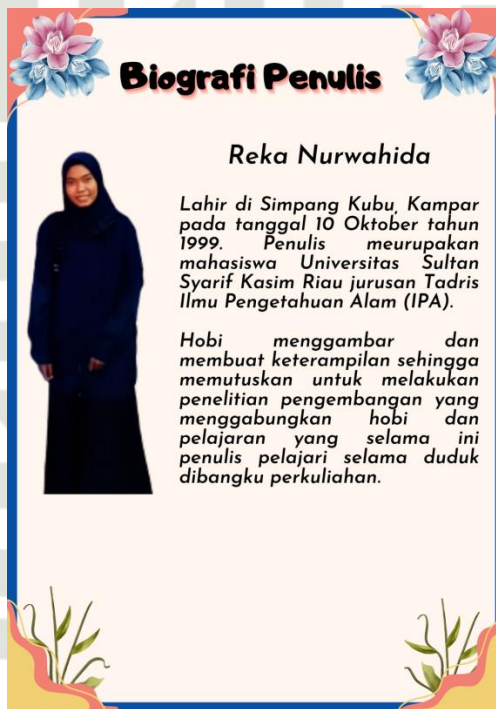 Biografi Penulis
Reka Nurwahida
Lahir di Simpang Kubu, Kampar
pada tanggal 10 Oktober tahun
1999. Penulis meurupakan
mahasiswa Universitas Sultan
Syarif Kasim Riau jurusan Tadris
Ilmu Pengetahuan Alam (IPA).
Hobi menggambar dan
membuat keterampilan sehingga
memutuskan untuk melakukan
penelitian pengembangan yang
menggabungkan hobi dan
pelajaran yang selama ini
penulis pelajari selama duduk
dibangku perkuliahan.